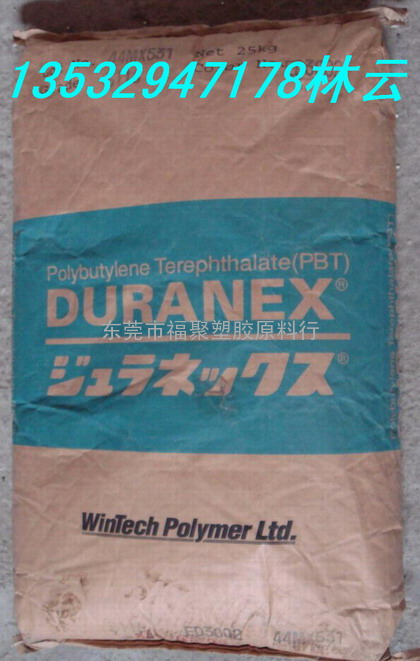 44MX551 Net 25kg
13532947178林云
Polybutylene Terephthalate(PBT)
DURANEX®
东莞市福聚塑胶原料行
ジュラネックス®
WinTech Polymer Ltd.
44MX551